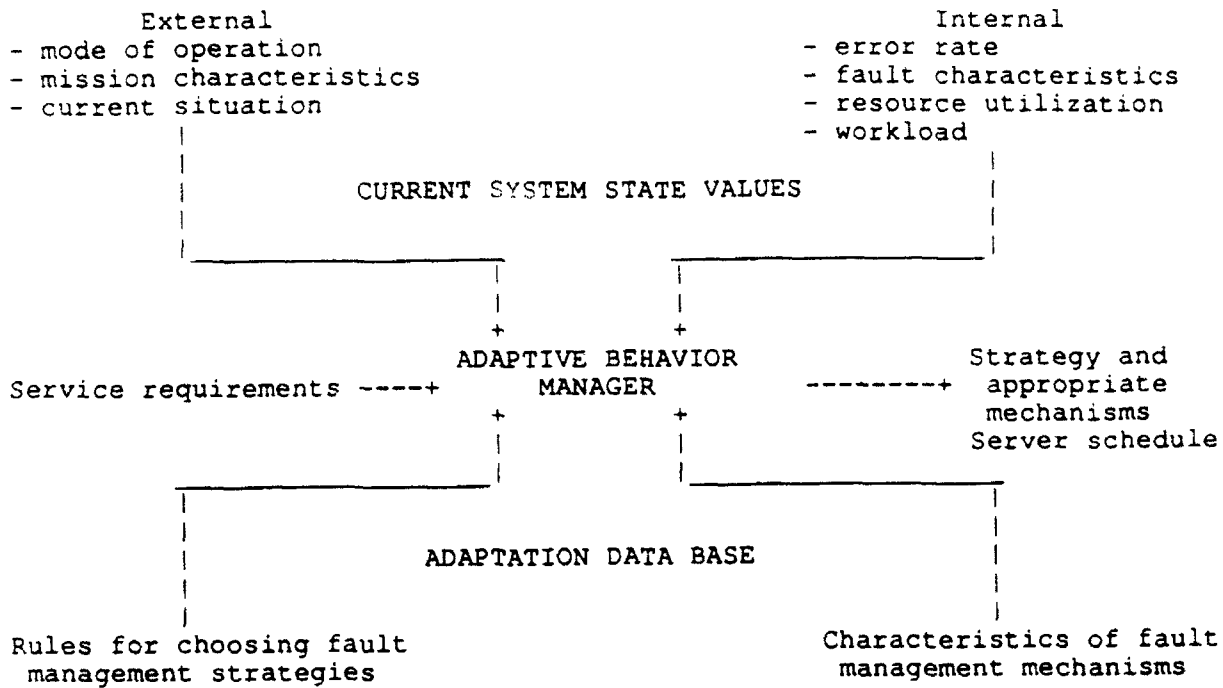 External
- mode of operation
- mission characteristics
- current situation
Internal
- error rate
- fault characteristics
- resource utilization
- workload
CURRENT SYSTEM STATE VALUES
ADAPTIVE BEHAVIOR
MANAGER
Service requirements ----+
--------+
Strategy and
appropriate
mechanisms
Server schedule
ADAPTATION DATA BASE
Rules for choosing fault
management strategies
Characteristics of fault
management mechanisms